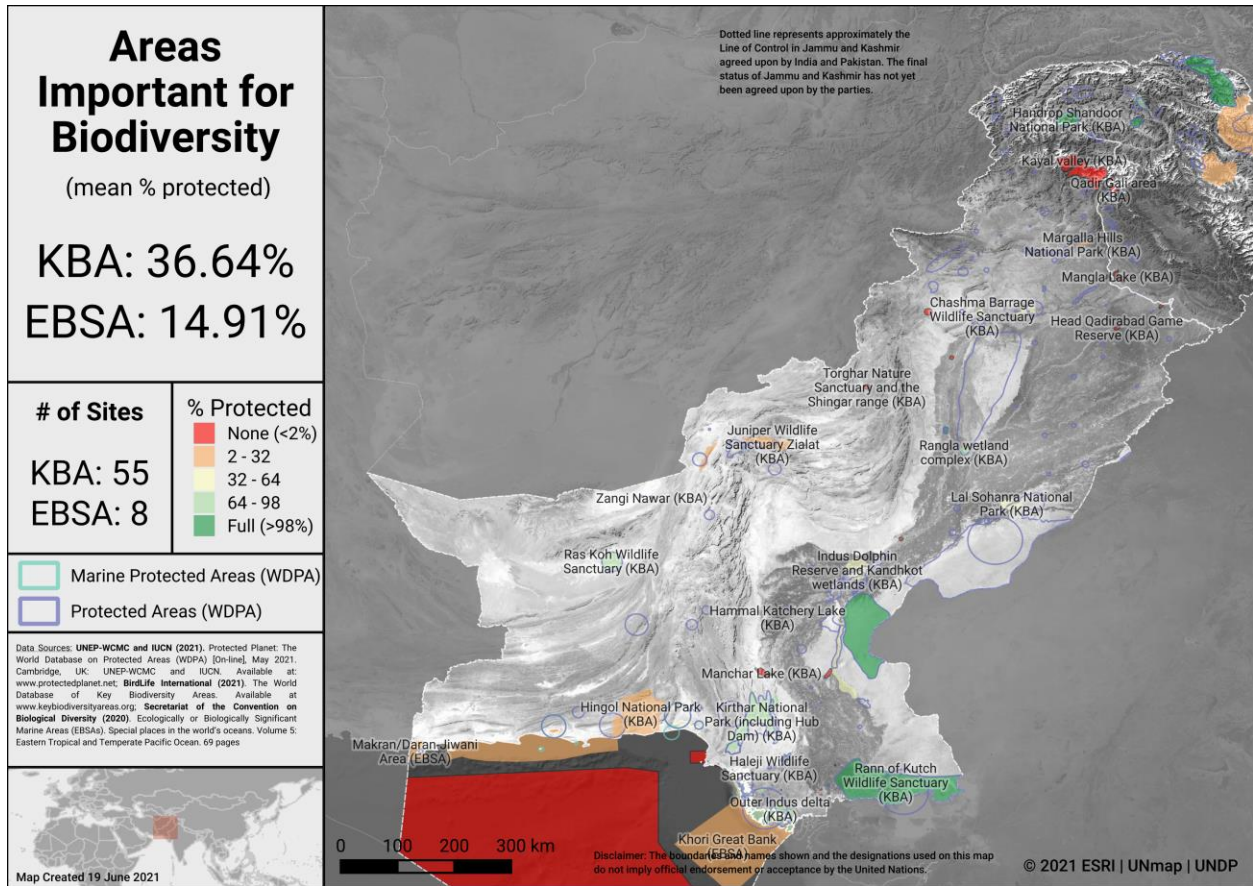 Areas
Important for
Biodiversity
(mean % protected)
KBA: 36.64%
EBSA: 14.91%
# of Sites
KBA: 55
EBSA: 8
% Protected
None (<2%)
2 - 32
32 - 64
64 - 98
Full (>98%)
Marine Protected Areas (WDPA)
Protected Areas (WDPA)
Data Sources: UNEP-WCMC and IUCN (2021). Protected Planet: The
World Database on Protected Areas (WDPA) [On-line], May 2021.
Cambridge, UK: UNEP-WCMC and IUCN. Available at:
www.protectedplanet.net; BirdLife International (2021). The World
Database of Key Biodiversity Areas. Available at
www.keybiodiversityareas.org; Secretariat of the Convention on
Biological Diversity (2020). Ecologically or Biologically Significant
Marine Areas (EBSAs). Special places in the world's oceans. Volume 5:
Eastern Tropical and Temperate Pacific Ocean. 69 pages
Map Created 19 June 2021
Dotted line represents approximately the
Line of Control in Jammu and Kashmir
agreed upon by India and Pakistan. The final
status of Jammu and Kashmir has not yet
been agreed upon by the parties.
Handrop Shandoor
National Park (KBA)
Kayal valley (KBA)
Qadir Gali area
(KBA)
Margalla Hills
National Park (KBA)
Mangla Lake (KBA)
Chashma Barrage
Wildlife Sanctuary
(KBA)
Head Qadirabad Game
Reserve (KBA)
Torghar Nature
Sanctuary and the
Shingar range (KBA)
Juniper Wildlife
Sanctuary Zialat
(KBA)
Rangla wetland
complex (KBA)
Zangi Nawar (KBA)
Lal Sohanra National
Park (KBA)
Ras Koh Wildlife
Sanctuary (KBA)
Indus Dolphin
Reserve and Kandhkot
wetlands (KBA)
Hammal Katchery Lake
(KBA)
Manchar Lake (KBA)
Hingol National Park
(KBA)
Kirthar National
Park (including Hub
Dam) (KBA)
Makran/Daran-Jiwani
Area (EBSA)
Haleji Wildlife
Sanctuary (KBA)
Rann of Kutch
Wildlife Sanctuary
(KBA)
Outer Indus delta
(KBA)
Khori Great Bank
(EBSA)
0 100 200 300 km
Disclaimer: The boundaries and names shown and the designations used on this map
do not imply official endorsement or acceptance by the United Nations.
© 2021 ESRI | UNmap | UNDP